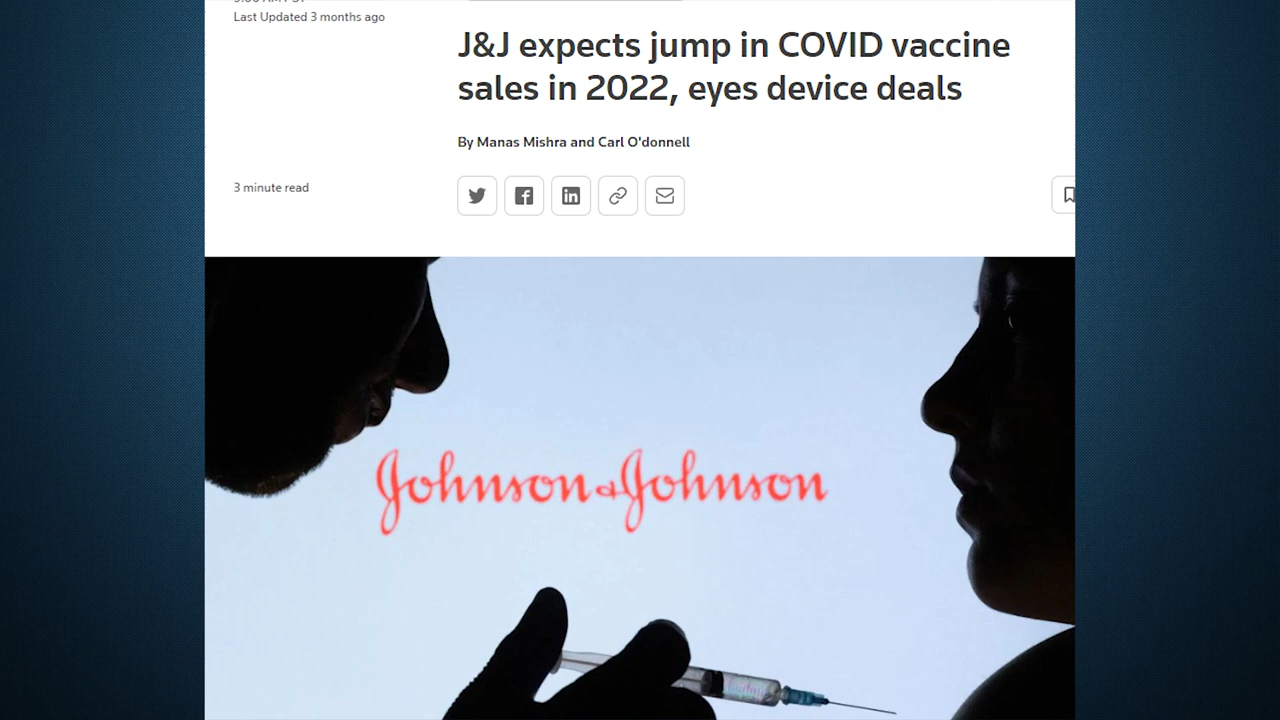 Last Updated 3 months ago
J&J expects jump in COVID vaccine
sales in 2022, eyes device deals
By Manas Mishra and Carl O'donnell
3 minute read
Johnson & Johnson